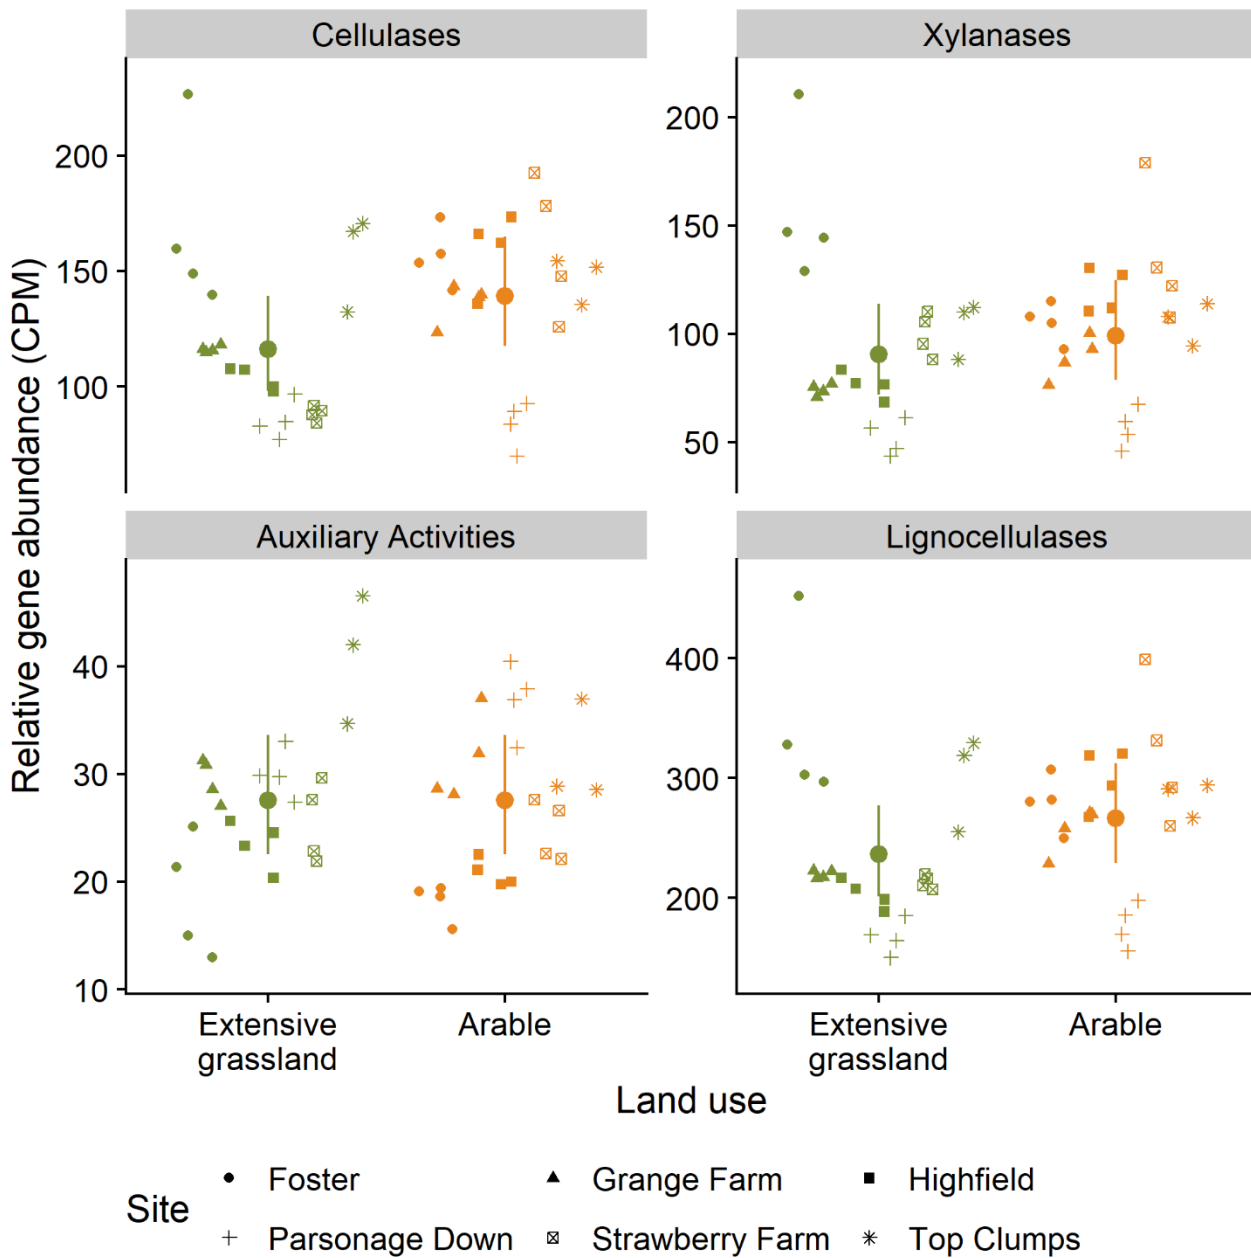 Cellulases
Xylanases
Relative gene abundance (CPM)
200
150
100
200
150
100
50
Auxiliary Activities
Lignocellulases
40
30
20
10
400
300
200
Extensive
grassland
Arable
Extensive
grassland
Arable
Land use
Site
Foster
Grange Farm
Highfield
Parsonage Down
Strawberry Farm
Top Clumps